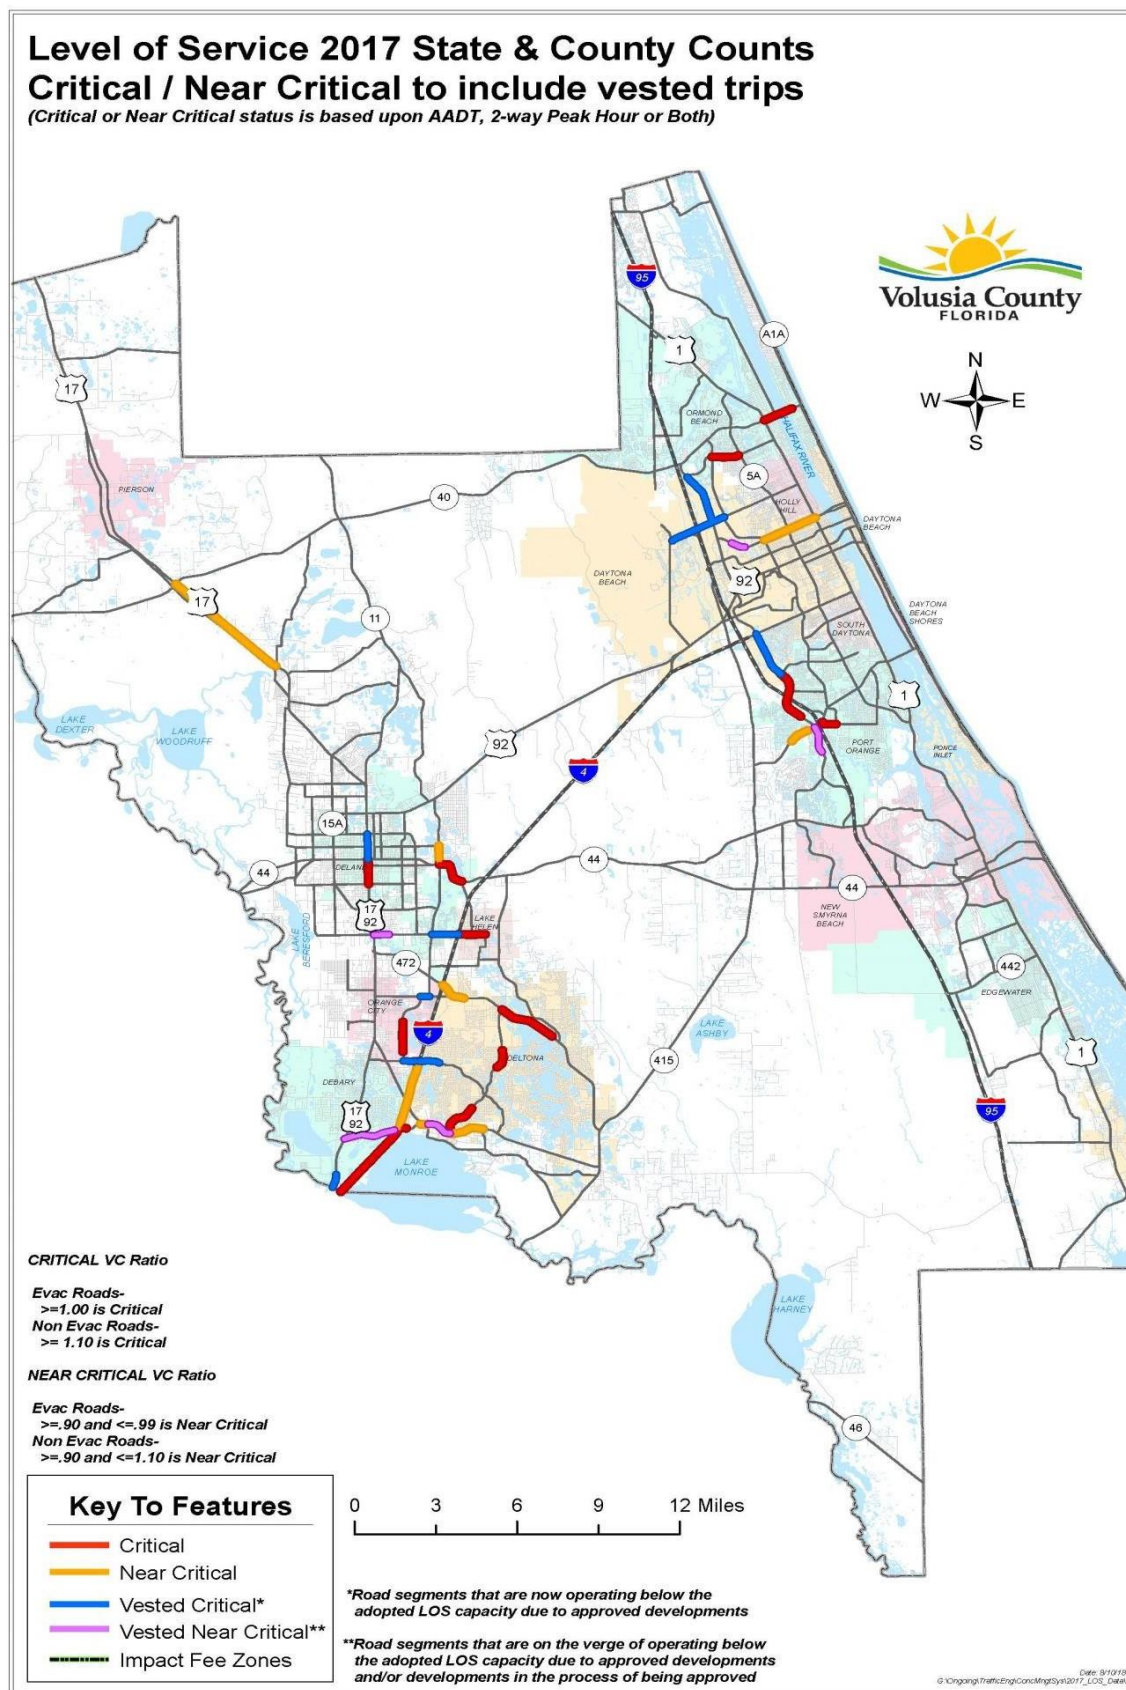 Level of Service 2017 State & County Counts
Critical / Near Critical to include vested trips
(Critical or Near Critical status is based upon AADT, 2-way Peak Hour or Both)
Volusia County
FLORIDA
N
W E
S
95
1
A1A
17
ORMOND
BEACH
HALIFAX RIVER
5A
PIERSON
40
HOLLY
HILL
DAYTONA
BEACH
DAYTONA
BEACH
92
17
11
DAYTONA
BEACH
SHORES
SOUTH
DAYTONA
1
LAKE
DEXTER
LAKE
WOODRUFF
92
PORT
ORANGE
PONCE
INLET
4
15A
44
DELAND
44
44
17
92
LAKE
HELEN
NEW
SMYRNA
BEACH
LAKE
BERESFORD
472
442
EDGEWATER
ORANGE
CITY
4
LAKE
ASHBY
DELTONA
415
1
DEBARY
17
92
95
LAKE
MONROE
CRITICAL VC Ratio
Evac Roads-
>=1.00 is Critical
Non Evac Roads-
>= 1.10 is Critical
LAKE
HARNEY
NEAR CRITICAL VC Ratio
Evac Roads-
>=.90 and <=.99 is Near Critical
Non Evac Roads-
>=.90 and <=1.10 is Near Critical
46
Key To Features
Critical
Near Critical
Vested Critical*
Vested Near Critical**
Impact Fee Zones
0 3 6 9 12 Miles
*Road segments that are now operating below the
adopted LOS capacity due to approved developments
**Road segments that are on the verge of operating below
the adopted LOS capacity due to approved developments
and/or developments in the process of being approved
Date: 9/10/18